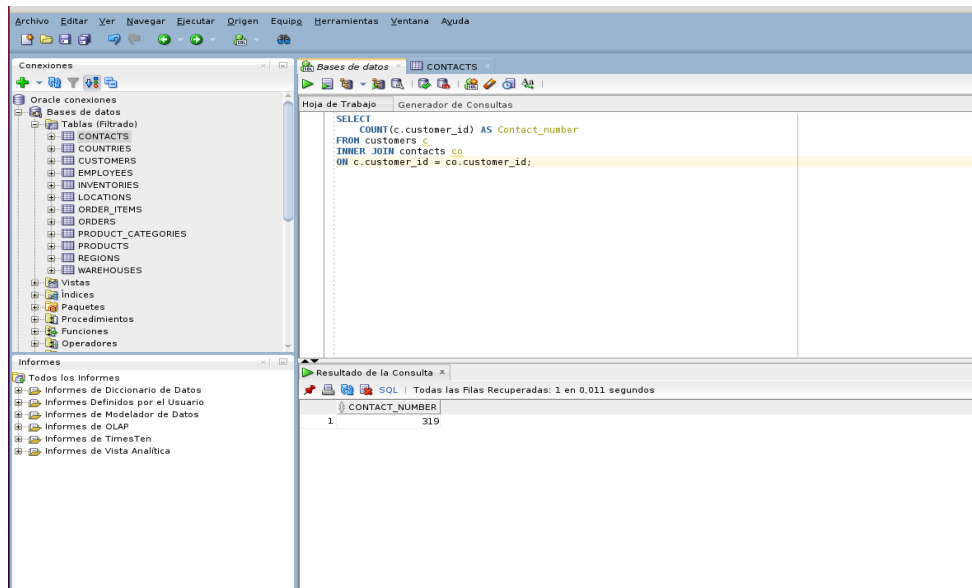 Archivo Editar Ver Navegar Ejecutar Origen Equipo Herramientas Ventana Ayuda
Conexiones
Oracle conexiones
Bases de datos
Tablas (Filtrado)
CONTACTS
COUNTRIES
CUSTOMERS
EMPLOYEES
INVENTORIES
LOCATIONS
ORDER_ITEMS
ORDERS
PRODUCT_CATEGORIES
PRODUCTS
REGIONS
WAREHOUSES
Vistas
Índices
Paquetes
Procedimientos
Funciones
Operadores
Informes
Todos los Informes
Informes de Diccionario de Datos
Informes Definidos por el Usuario
Informes de Modelador de Datos
Informes de OLAP
Informes de TimesTen
Informes de Vista Analítica
Bases de datos CONTACTS
Hoja de Trabajo Generador de Consultas
SELECT
COUNT(c.customer_id) AS Contact_number
FROM customers c
INNER JOIN contacts co
ON c.customer_id = co.customer_id;
Resultado de la Consulta
SQL | Todas las Filas Recuperadas: 1 en 0,011 segundos
CONTACT_NUMBER
1 319